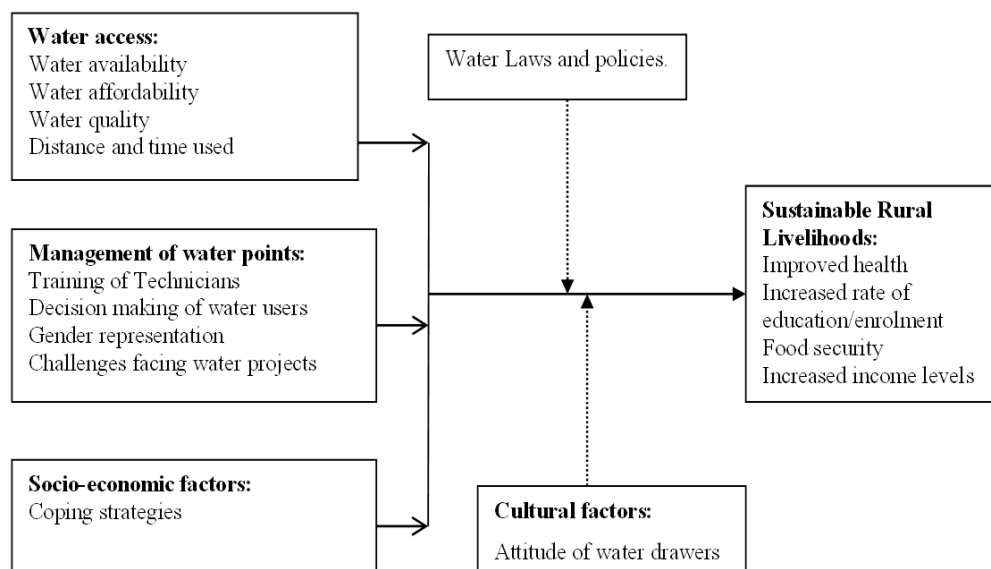 Water access:
Water availability
Water affordability
Water quality
Distance and time used
Water Laws and policies.
Management of water points:
Training of Technicians
Decision making of water users
Gender representation
Challenges facing water projects
Socio-economic factors:
Coping strategies
Cultural factors:
Attitude of water drawers
Sustainable Rural
Livelihoods:
Improved health
Increased rate of
education/enrolment
Food security
Increased income levels